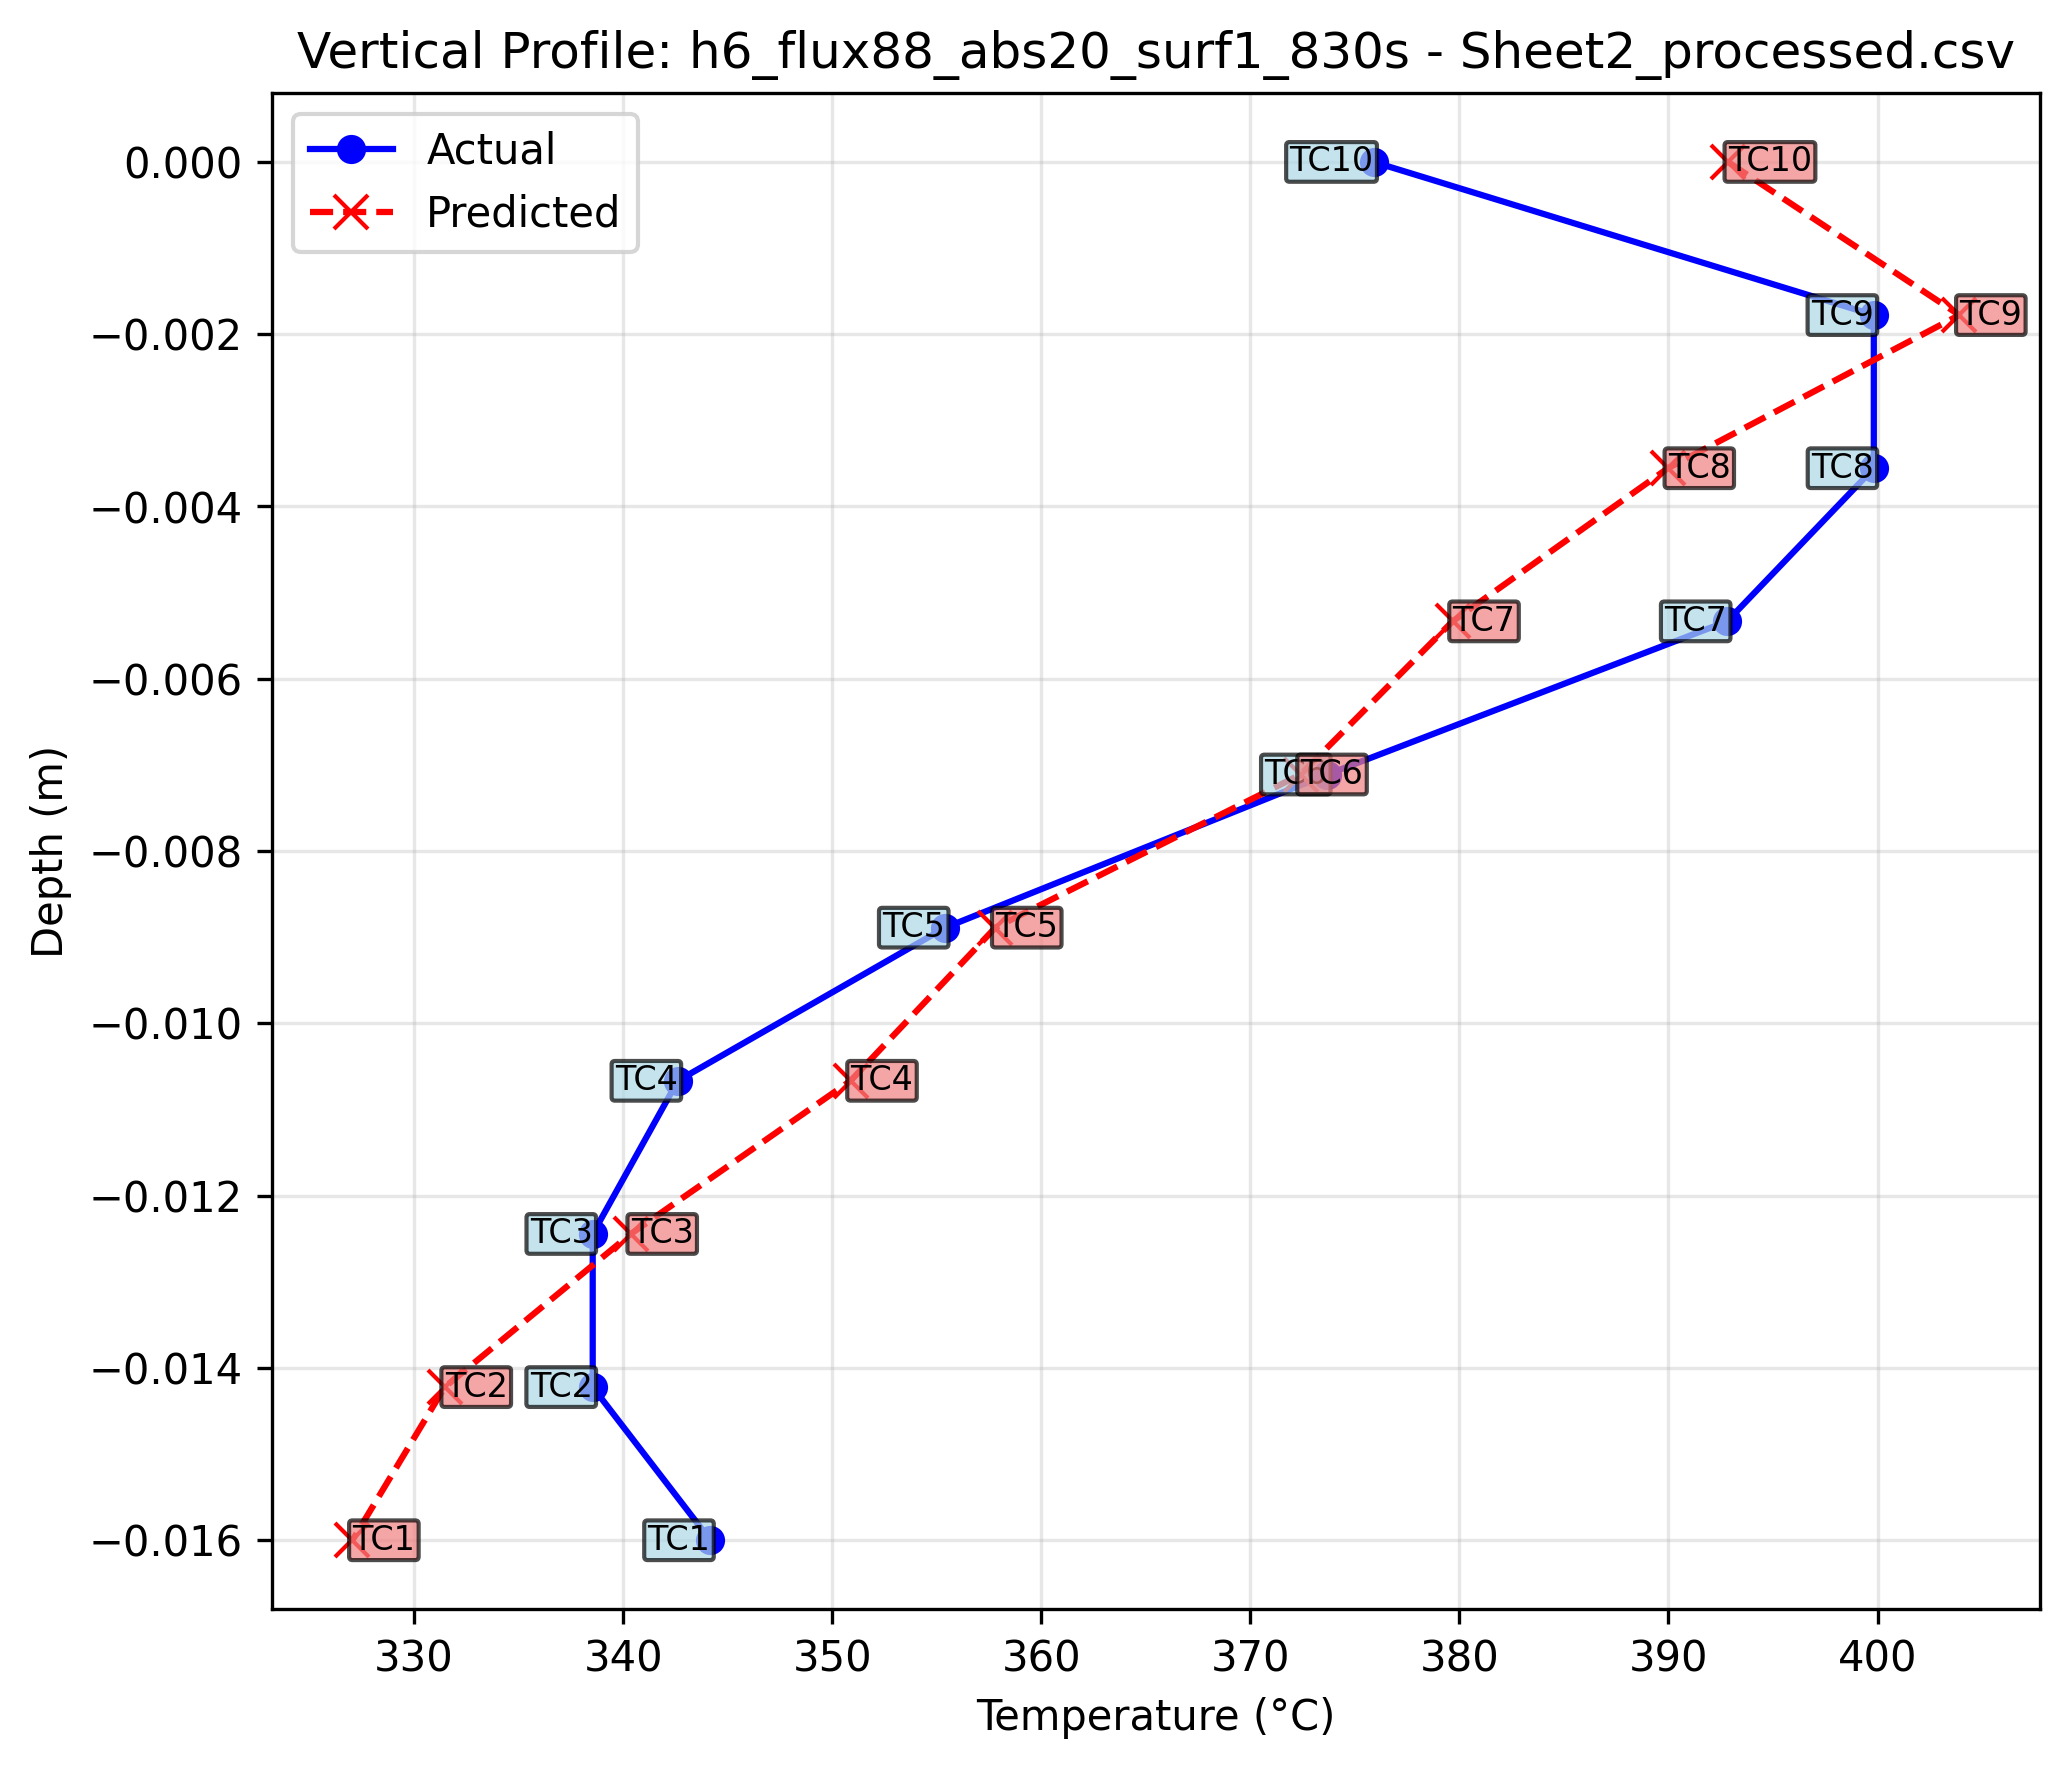 Vertical Profile: h6_flux88_abs20_surf1_830s - Sheet2_processed.csv
Actual
Predicted
0.000
−0.002
−0.004
−0.006
−0.008
−0.010
−0.012
−0.014
−0.016
Depth (m)
TC10 TC10
TC9 TC9
TC8 TC8
TC7 TC7
TC6
TC5 TC5
TC4 TC4
TC3 TC3
TC2 TC2
TC1 TC1
330 340 350 360 370 380 390 400
Temperature (°C)